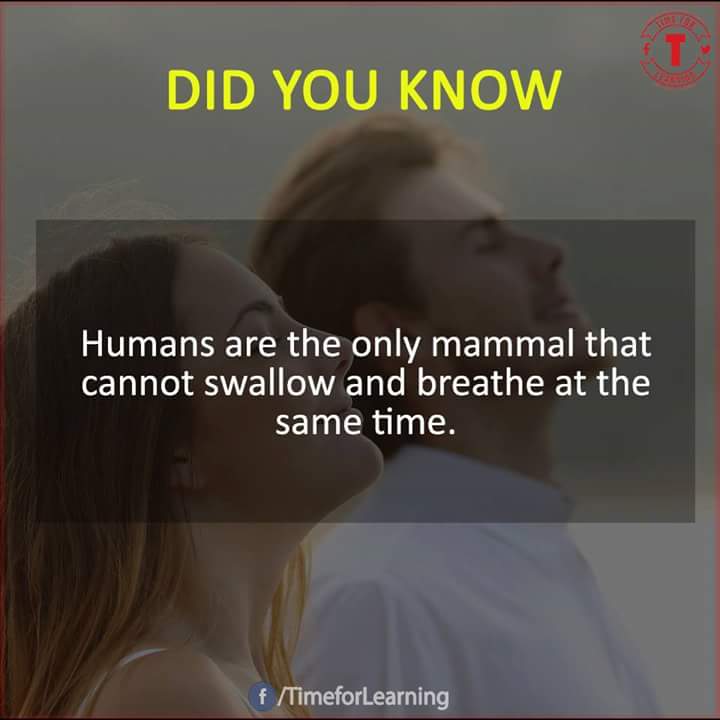 TIME FOR
T
LEARNING
DID YOU KNOW
Humans are the only mammal that
cannot swallow and breathe at the
same time.
f /TimeforLearning